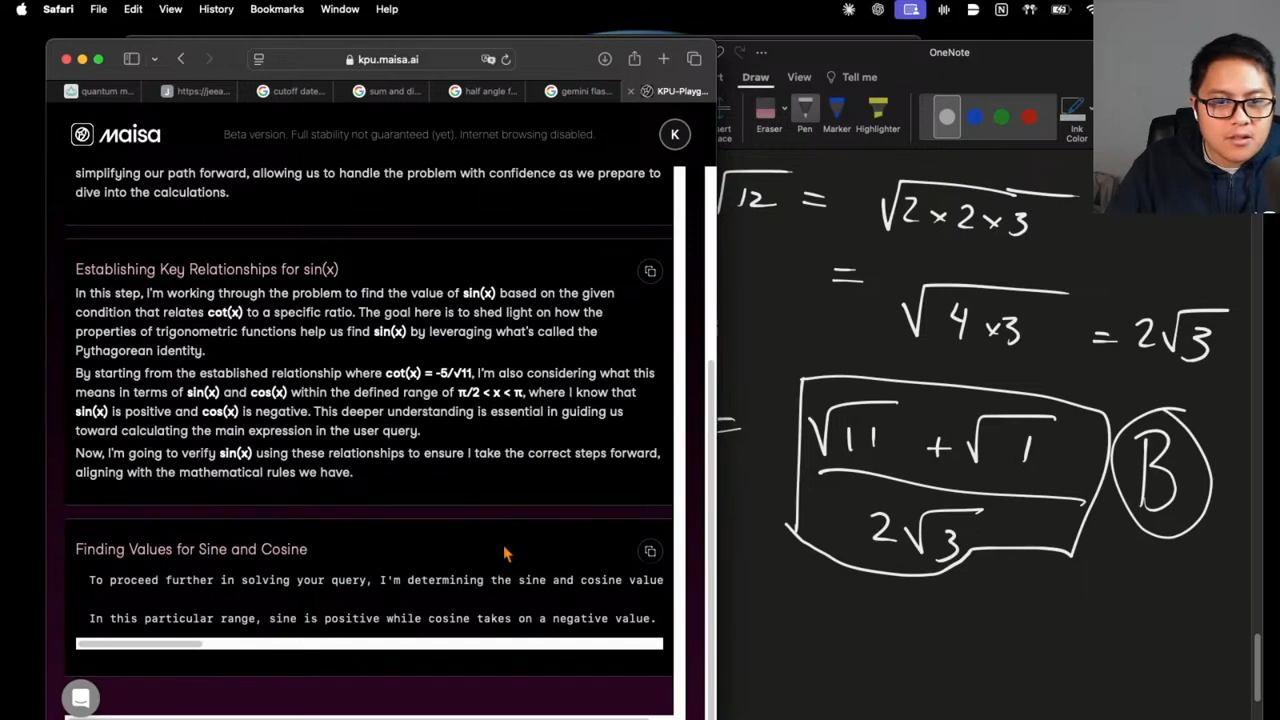 Safari File Edit View History Bookmarks Window Help
kpu.maisa.ai
quantum m...
https://jeea...
cutoff date...
sum and di...
half angle f...
gemini flas...
KPU-Playg...
maisa
Beta version. Full stability not guaranteed (yet). Internet browsing disabled.
K
simplifying our path forward, allowing us to handle the problem with confidence as we prepare to
dive into the calculations.
Establishing Key Relationships for sin(x)
In this step, I'm working through the problem to find the value of sin(x) based on the given
condition that relates cot(x) to a specific ratio. The goal here is to shed light on how the
properties of trigonometric functions help us find sin(x) by leveraging what's called the
Pythagorean identity.
By starting from the established relationship where cot(x) = -5/√11, I'm also considering what this
means in terms of sin(x) and cos(x) within the defined range of π/2 < x < π, where I know that
sin(x) is positive and cos(x) is negative. This deeper understanding is essential in guiding us
toward calculating the main expression in the user query.
Now, I'm going to verify sin(x) using these relationships to ensure I take the correct steps forward,
aligning with the mathematical rules we have.
Finding Values for Sine and Cosine
To proceed further in solving your query, I'm determining the sine and cosine value
In this particular range, sine is positive while cosine takes on a negative value.
OneNote
Draw View Tell me
Eraser Pen Marker Highlighter
Ink
Color
√12 = √2 × 2 × 3
= √4 × 3 = 2√3
= √11 + √1
2√3
B